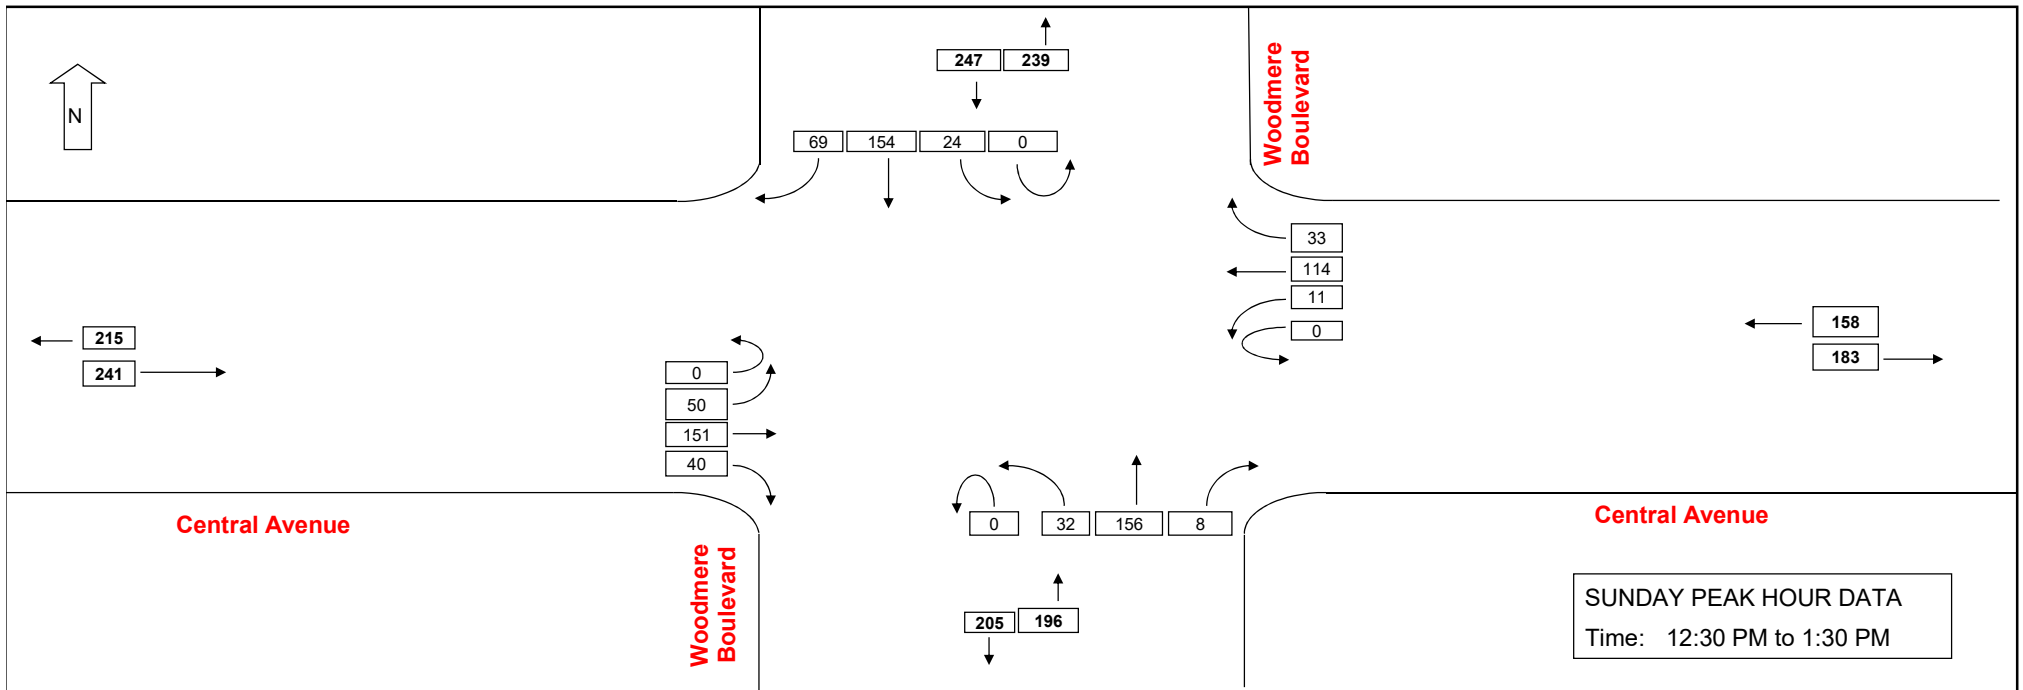 247 239
Woodmere
Boulevard
N
69 154 24 0
33
114
11
0
215
241
158
183
0
50
151
40
0 32 156 8
Central Avenue
Central Avenue
Woodmere
Boulevard
205 196
SUNDAY PEAK HOUR DATA
Time: 12:30 PM to 1:30 PM